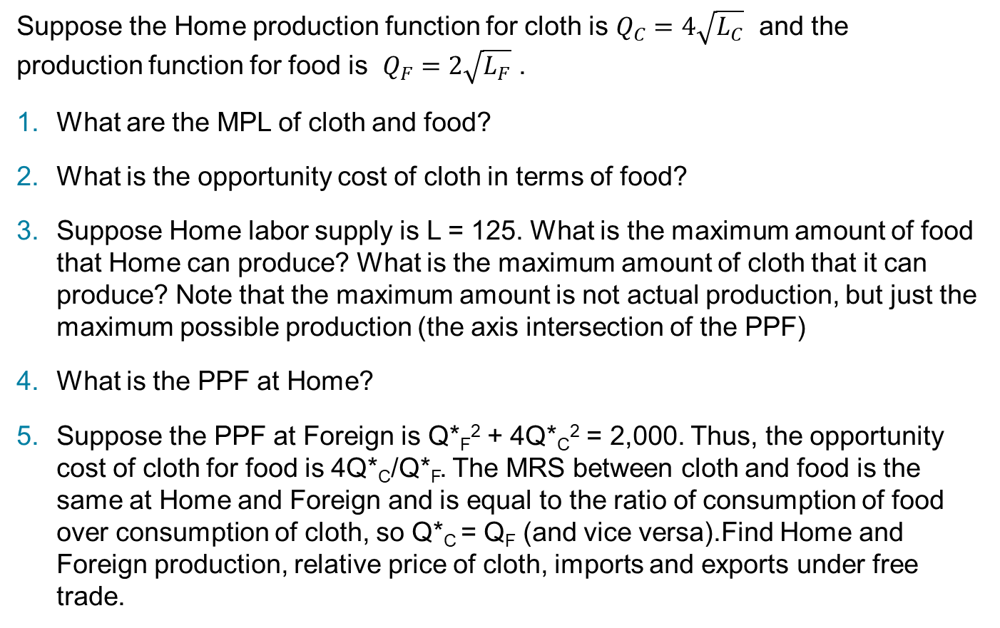 Suppose the Home production function for cloth is Q_C = 4√L_C and the
production function for food is Q_F = 2√L_F .
1. What are the MPL of cloth and food?
2. What is the opportunity cost of cloth in terms of food?
3. Suppose Home labor supply is L = 125. What is the maximum amount of food
that Home can produce? What is the maximum amount of cloth that it can
produce? Note that the maximum amount is not actual production, but just the
maximum possible production (the axis intersection of the PPF)
4. What is the PPF at Home?
5. Suppose the PPF at Foreign is Q*_F² + 4Q*_C² = 2,000. Thus, the opportunity
cost of cloth for food is 4Q*_C/Q*_F. The MRS between cloth and food is the
same at Home and Foreign and is equal to the ratio of consumption of food
over consumption of cloth, so Q*_C = Q_F (and vice versa).Find Home and
Foreign production, relative price of cloth, imports and exports under free
trade.